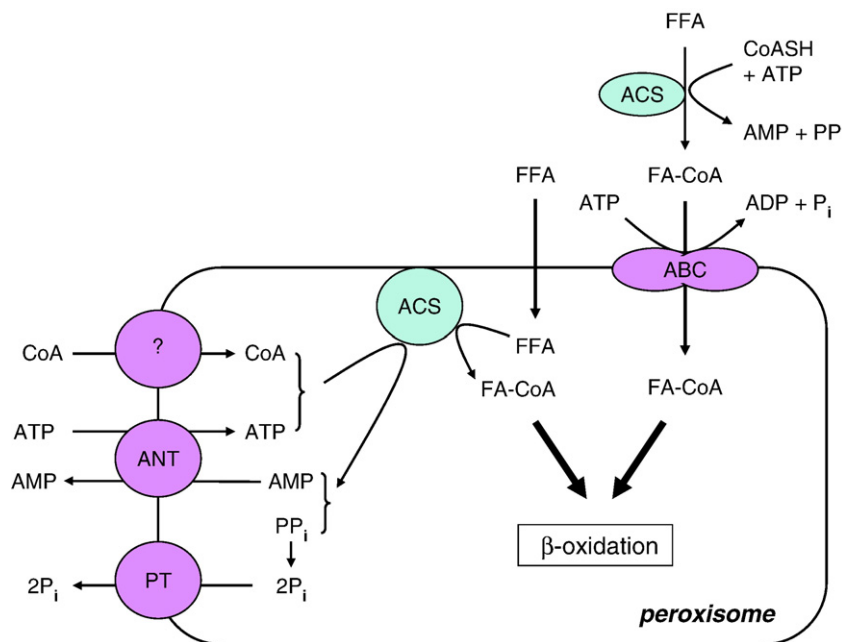 FFA
CoASH
+ ATP
ACS
AMP + PP
FFA
FA-CoA
ATP
ADP + Pi
ABC
ACS
?
CoA
CoA
FFA
FA-CoA
FA-CoA
ATP
ATP
ANT
AMP
AMP
PPi
β-oxidation
PT
2Pi
2Pi
peroxisome